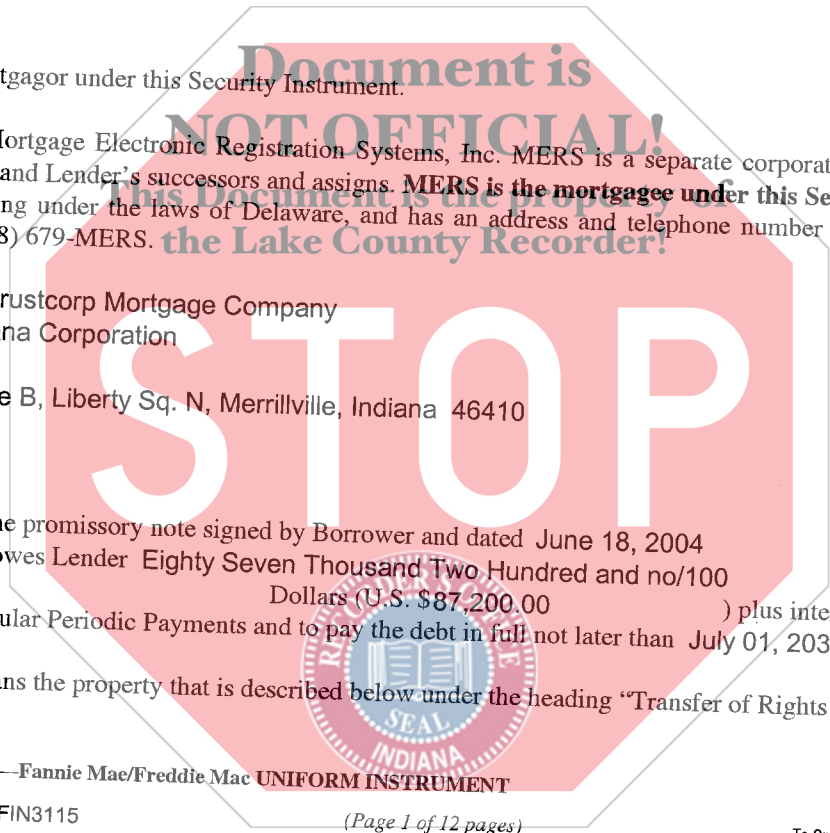 Document is
tgagor under this Security Instrument.
NOT OFFICIAL!
ortgage Electronic Registration Systems, Inc. MERS is a separate corporat
and Lender's successors and assigns. MERS is the mortgagee under this Se
This Document is the property of
ng under the laws of Delaware, and has an address and telephone number
8) 679-MERS.
the Lake County Recorder!
rustcorp Mortgage Company
na Corporation
STOP
e B, Liberty Sq. N, Merrillville, Indiana 46410
e promissory note signed by Borrower and dated June 18, 2004
owes Lender Eighty Seven Thousand Two Hundred and no/100
Dollars (U.S. $87,200.00 ) plus inte
ular Periodic Payments and to pay the debt in full not later than July 01, 203
RECORDER'S OFFICE
ns the property that is described below under the heading “Transfer of Rights
SEAL
INDIANA
—Fannie Mae/Freddie Mac UNIFORM INSTRUMENT
FIN3115
(Page 1 of 12 pages)